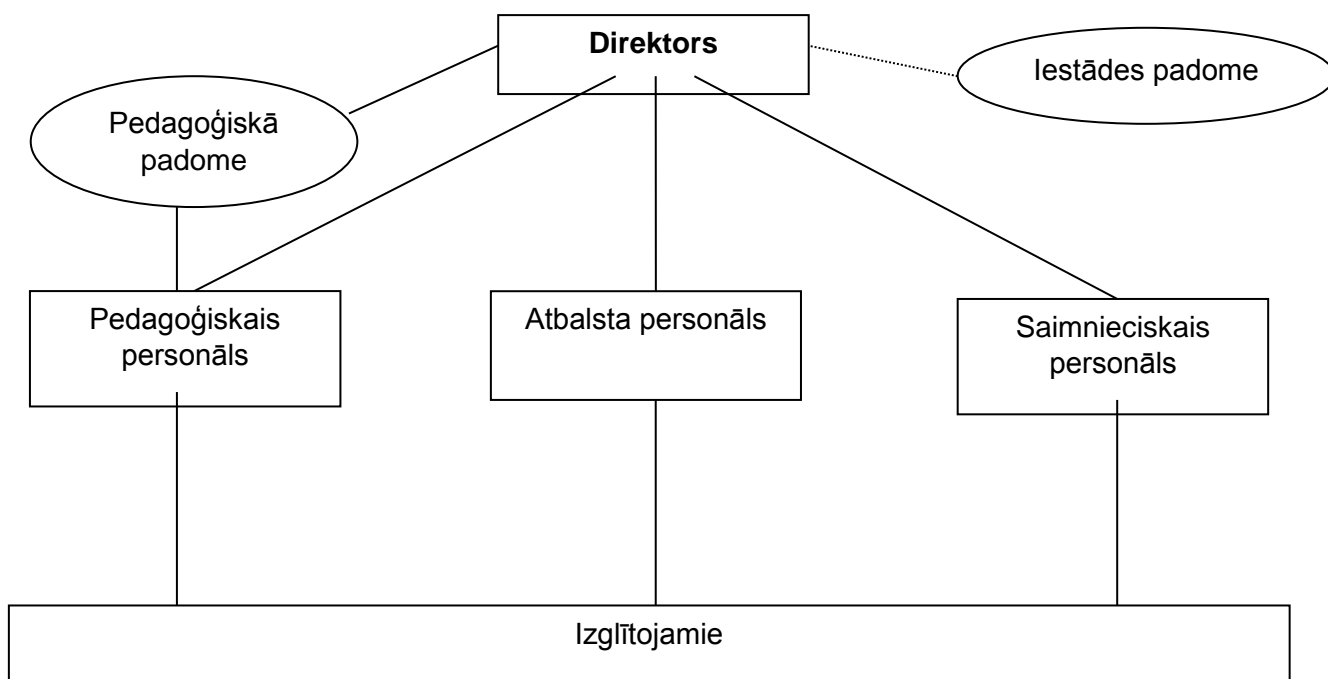 Direktors
Iestādes padome
Pedagoģiskā
padome
Pedagoģiskais
personāls
Atbalsta personāls
Saimnieciskais
personāls
Izglītojamie